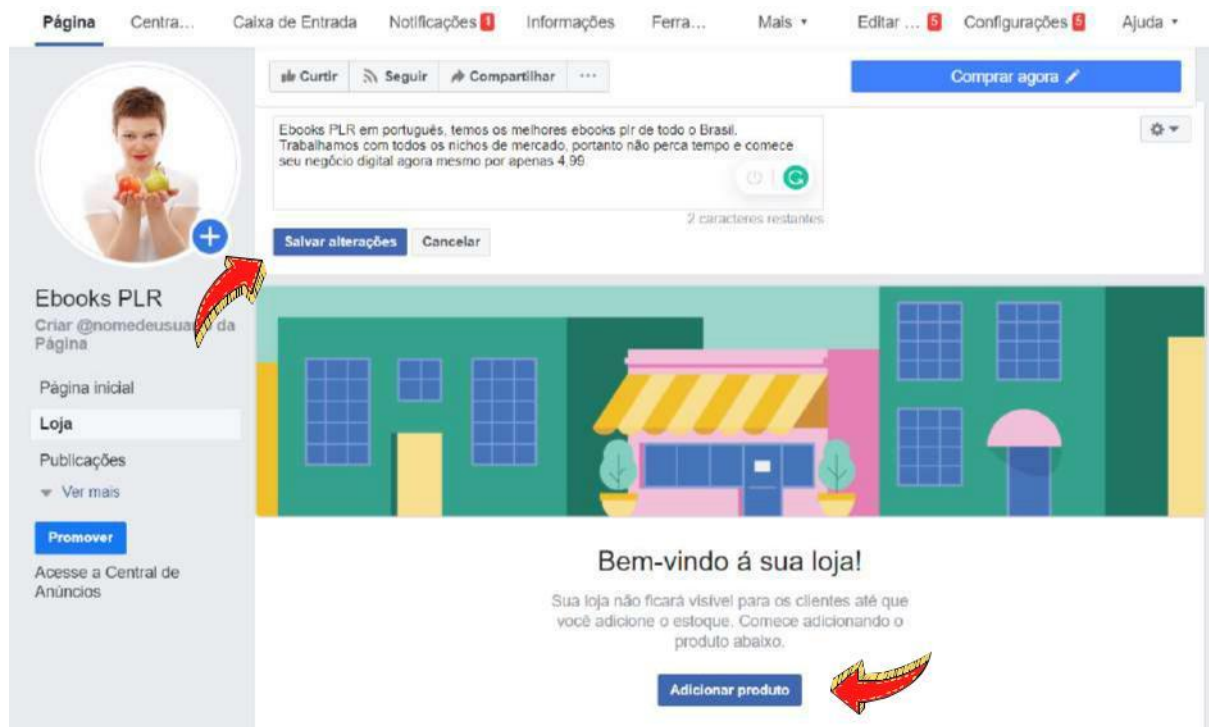 Página Centra... Caixa de Entrada Notificações 1 Informações Ferra... Mais Editar ... 5 Configurações 5 Ajuda
Curtir Seguir Compartilhar ... Comprar agora
Ebooks PLR em português, temos os melhores ebooks plr de todo o Brasil.
Trabalhamos com todos os nichos de mercado, portanto não perca tempo e comece
seu negócio digital agora mesmo por apenas 4,99
2 caracteres restantes
Salvar alterações Cancelar
Ebooks PLR
Criar @nomedeusuário da
Página
Página inicial
Loja
Publicações
Ver mais
Promover
Acesse a Central de
Anúncios
Bem-vindo á sua loja!
Sua loja não ficará visível para os clientes até que
você adicione o estoque. Comece adicionando o
produto abaixo.
Adicionar produto